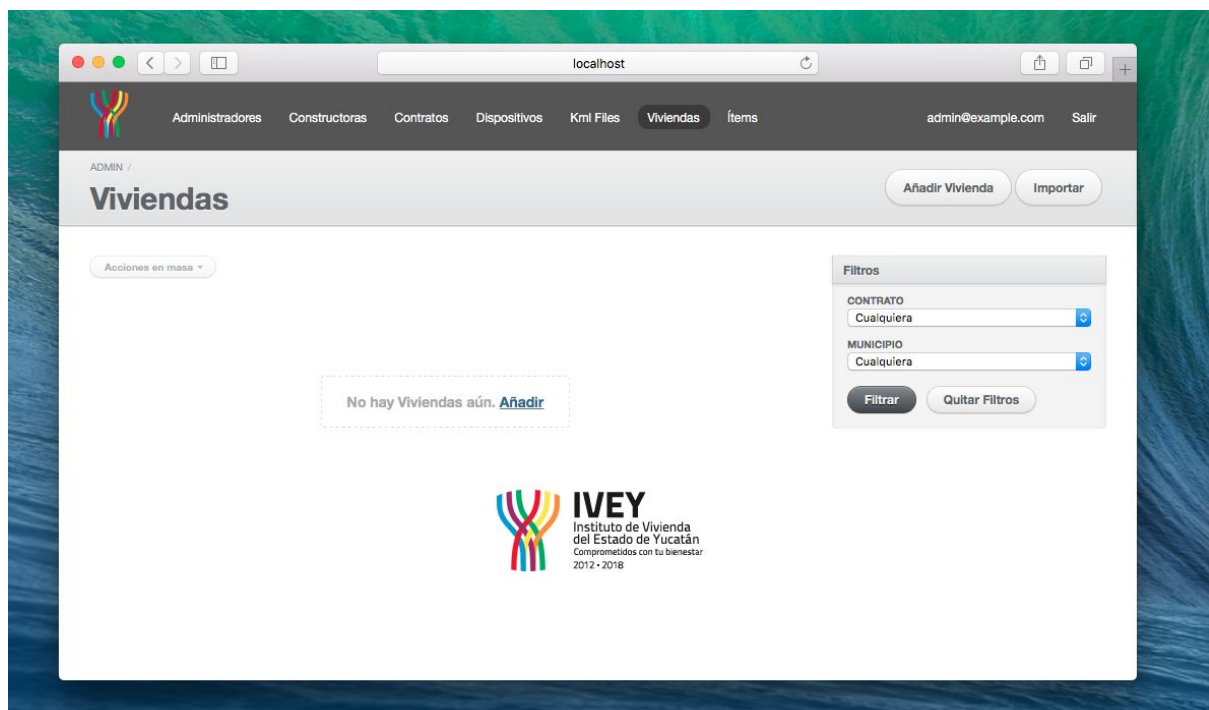 localhost
Administradores Constructoras Contratos Dispositivos Kml Files Viviendas Ítems admin@example.com Salir
ADMIN /
Viviendas
Añadir Vivienda Importar
Acciones en masa
Filtros
CONTRATO
Cualquiera
MUNICIPIO
Cualquiera
Filtrar Quitar Filtros
No hay Viviendas aún. Añadir
IVEY
Instituto de Vivienda
del Estado de Yucatán
Comprometidos con tu bienestar
2012 • 2018